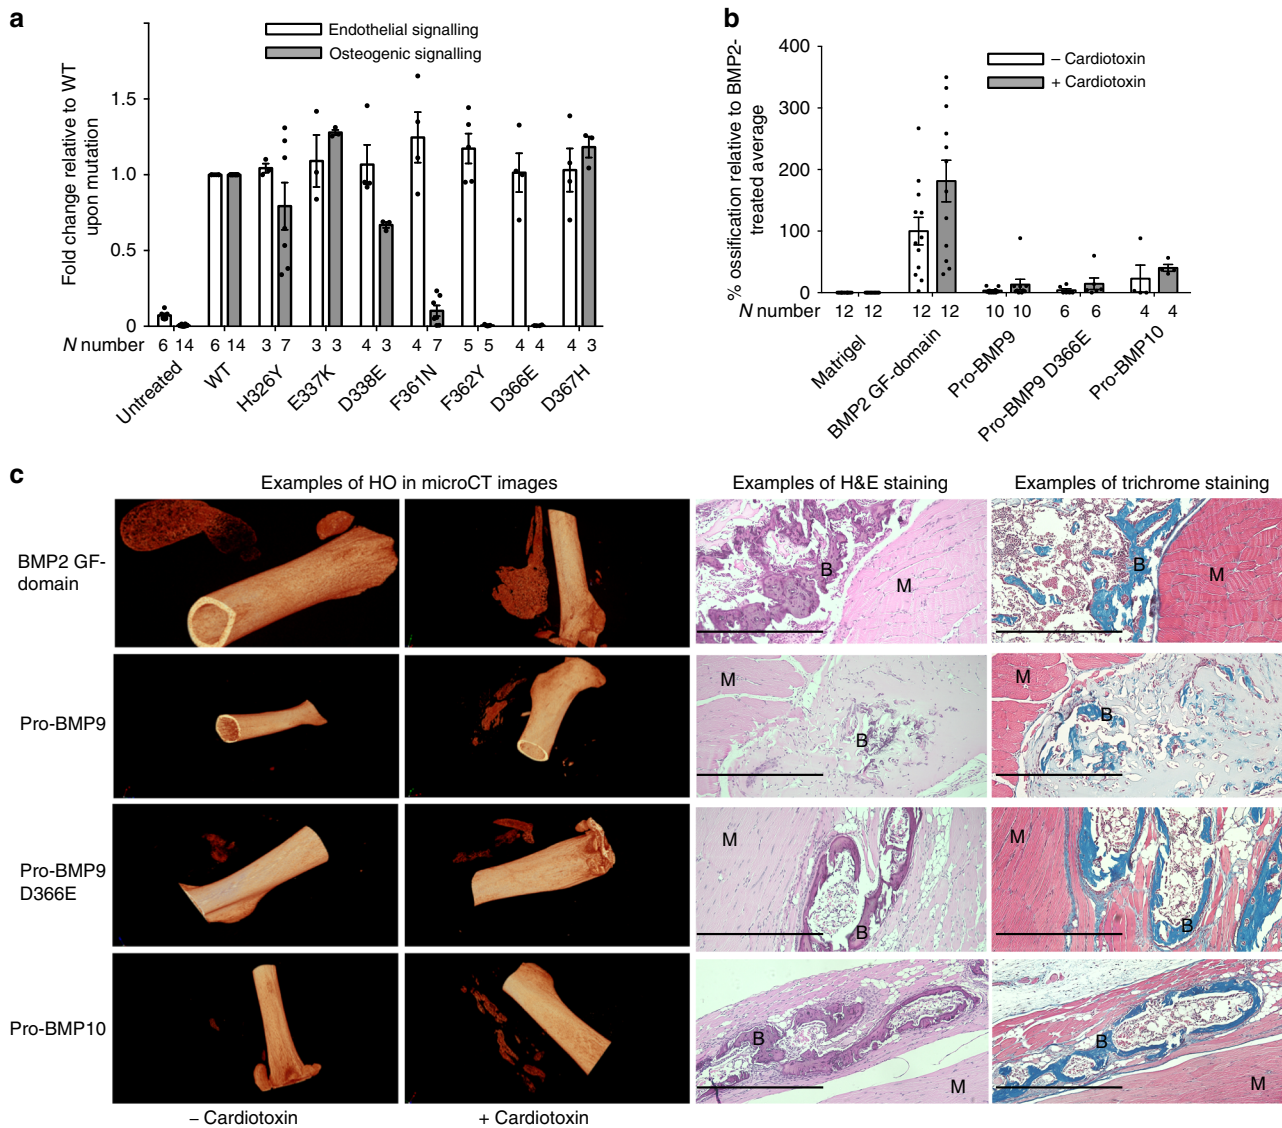 a
Endothelial signalling
Osteogenic signalling
Fold change relative to WT
upon mutation
1.5
1.0
0.5
0
N number
6 14 6 14 3 7 3 3 4 3 4 7 5 5 4 4 4 3
Untreated
WT
H326Y
E337K
D338E
F361N
F362Y
D366E
D367H
b
– Cardiotoxin
+ Cardiotoxin
% ossification relative to BMP2-
treated average
400
300
200
100
0
N number
12 12 12 12 10 10 6 6 4 4
Matrigel
BMP2 GF-domain
Pro-BMP9
Pro-BMP9 D366E
Pro-BMP10
c
Examples of HO in microCT images
Examples of H&E staining
Examples of trichrome staining
BMP2 GF-
domain
B
M
B
M
Pro-BMP9
M
B
M
B
Pro-BMP9
D366E
M
B
M
B
Pro-BMP10
B
M
B
M
– Cardiotoxin
+ Cardiotoxin